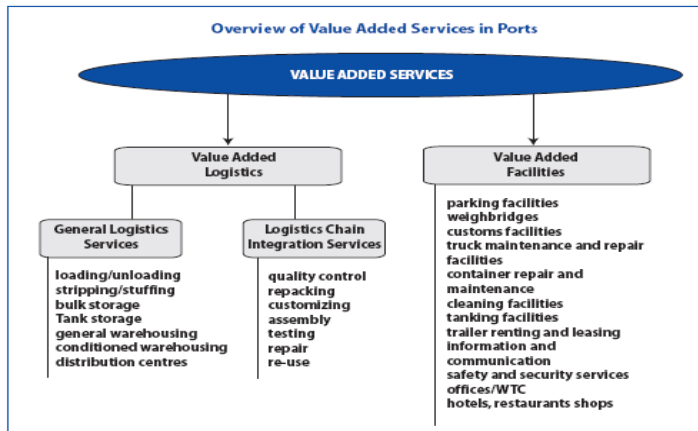 Overview of Value Added Services in Ports
VALUE ADDED SERVICES
Value Added
Logistics
Value Added
Facilities
General Logistics
Services
loading/unloading
stripping/stuffing
bulk storage
Tank storage
general warehousing
conditioned warehousing
distribution centres
Logistics Chain
Integration Services
quality control
repacking
customizing
assembly
testing
repair
re-use
parking facilities
weighbridges
customs facilities
truck maintenance and repair
facilities
container repair and
maintenance
cleaning facilities
tanking facilities
trailer renting and leasing
information and
communication
safety and security services
offices/WTC
hotels, restaurants shops